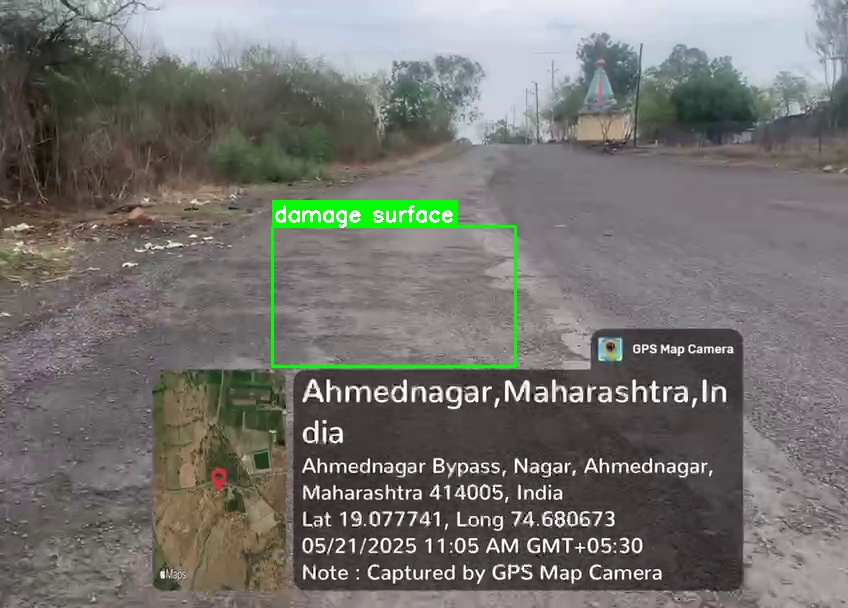 damage surface
GPS Map Camera
Ahmednagar,Maharashtra,In
dia
Ahmednagar Bypass, Nagar, Ahmednagar,
Maharashtra 414005, India
Lat 19.077741, Long 74.680673
05/21/2025 11:05 AM GMT+05:30
Note : Captured by GPS Map Camera
Maps